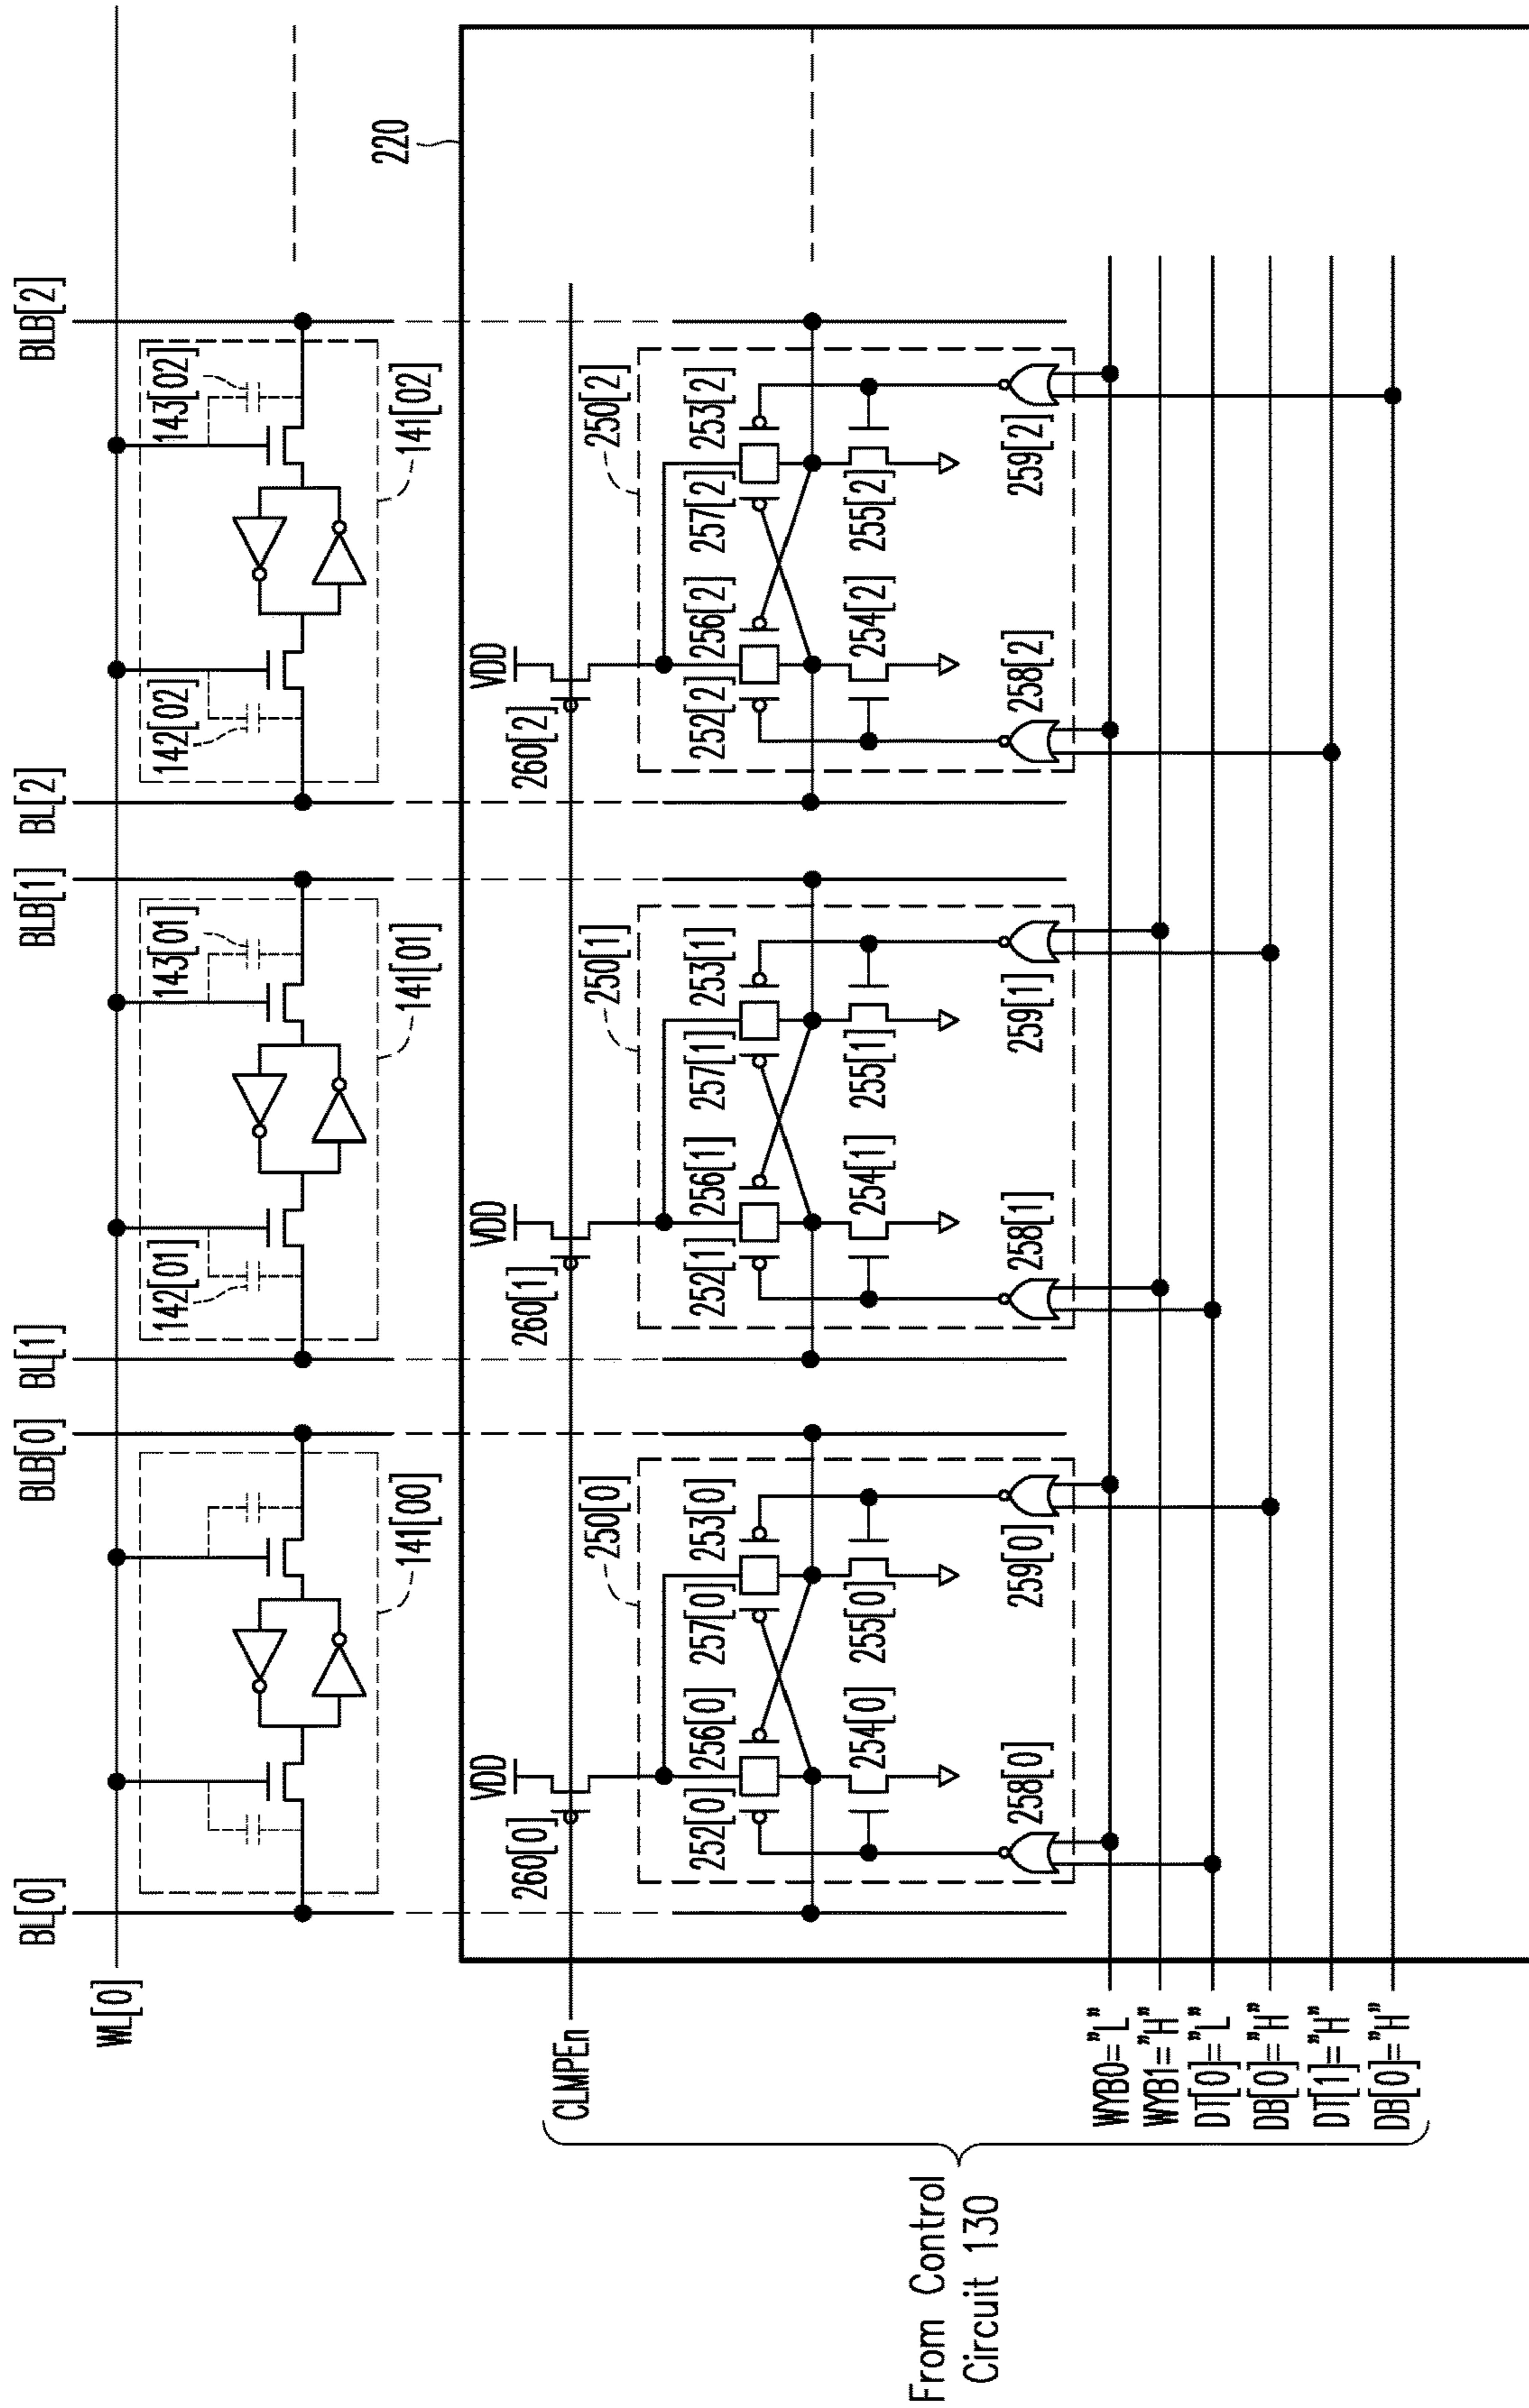 BL[0] BLB[0] BL[1] BLB[1] BL[2] BLB[2]
WL[0]
142[01] 143[01] 142[02] 143[02]
141[00] 141[01] 141[02]
220
VDD VDD VDD
260[0] 260[1] 260[2]
CLMPEn
250[0] 250[1] 250[2]
252[0] 256[0] 257[0] 253[0] 252[1] 256[1] 257[1] 253[1] 252[2] 256[2] 257[2] 253[2]
254[0] 255[0] 254[1] 255[1] 254[2] 255[2]
258[0] 259[0] 258[1] 259[1] 258[2] 259[2]
From Control
Circuit 130
WYB0="L"
WYB1="H"
DT[0]="L"
DB[0]="H"
DT[1]="H"
DB[0]="H"